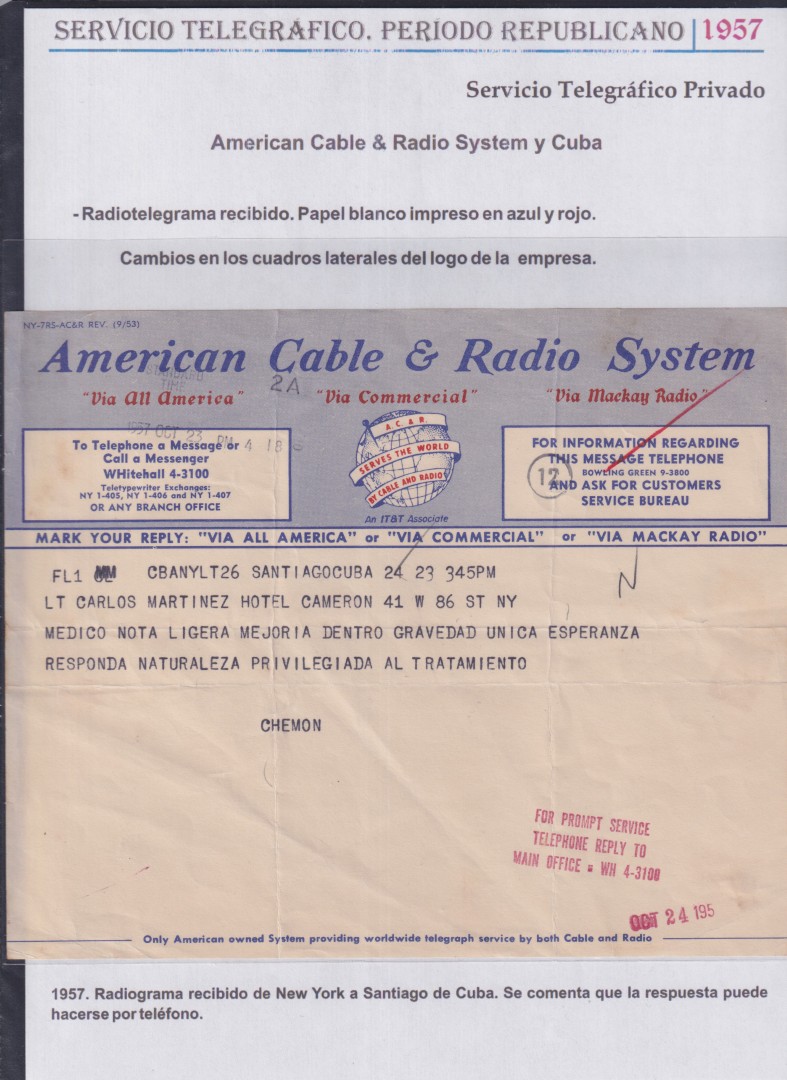 SERVICIO TELEGRÁFICO. PERÍODO REPUBLICANO 1957
Servicio Telegráfico Privado
American Cable & Radio System y Cuba
- Radiotelegrama recibido. Papel blanco impreso en azul y rojo.
Cambios en los cuadros laterales del logo de la empresa.
NY-7RS-AC&R REV. (9/53)
American Cable & Radio System
STANDARD
TIME
2A
"Via All America" "Via Commercial" "Via Mackay Radio"
1957 OCT 23 PM 4 18
To Telephone a Message or
Call a Messenger
WHitehall 4-3100
Teletypewriter Exchanges:
NY 1-405, NY 1-406 and NY 1-407
OR ANY BRANCH OFFICE
A.C. & R.
SERVES THE WORLD
BY CABLE AND RADIO
An IT&T Associate
FOR INFORMATION REGARDING
THIS MESSAGE TELEPHONE
BOWLING GREEN 9-3800
AND ASK FOR CUSTOMERS
SERVICE BUREAU
12
MARK YOUR REPLY: "VIA ALL AMERICA" or "VIA COMMERCIAL" or "VIA MACKAY RADIO"
FL1 CBANYLT26 SANTIAGOCUBA 24 23 345PM
N
LT CARLOS MARTINEZ HOTEL CAMERON 41 W 86 ST NY
MEDICO NOTA LIGERA MEJORIA DENTRO GRAVEDAD UNICA ESPERANZA
RESPONDA NATURALEZA PRIVILEGIADA AL TRATAMIENTO
CHEMON
FOR PROMPT SERVICE
TELEPHONE REPLY TO
MAIN OFFICE = WH 4-3100
OCT 24 195
Only American owned System providing worldwide telegraph service by both Cable and Radio
1957. Radiograma recibido de New York a Santiago de Cuba. Se comenta que la respuesta puede
hacerse por teléfono.